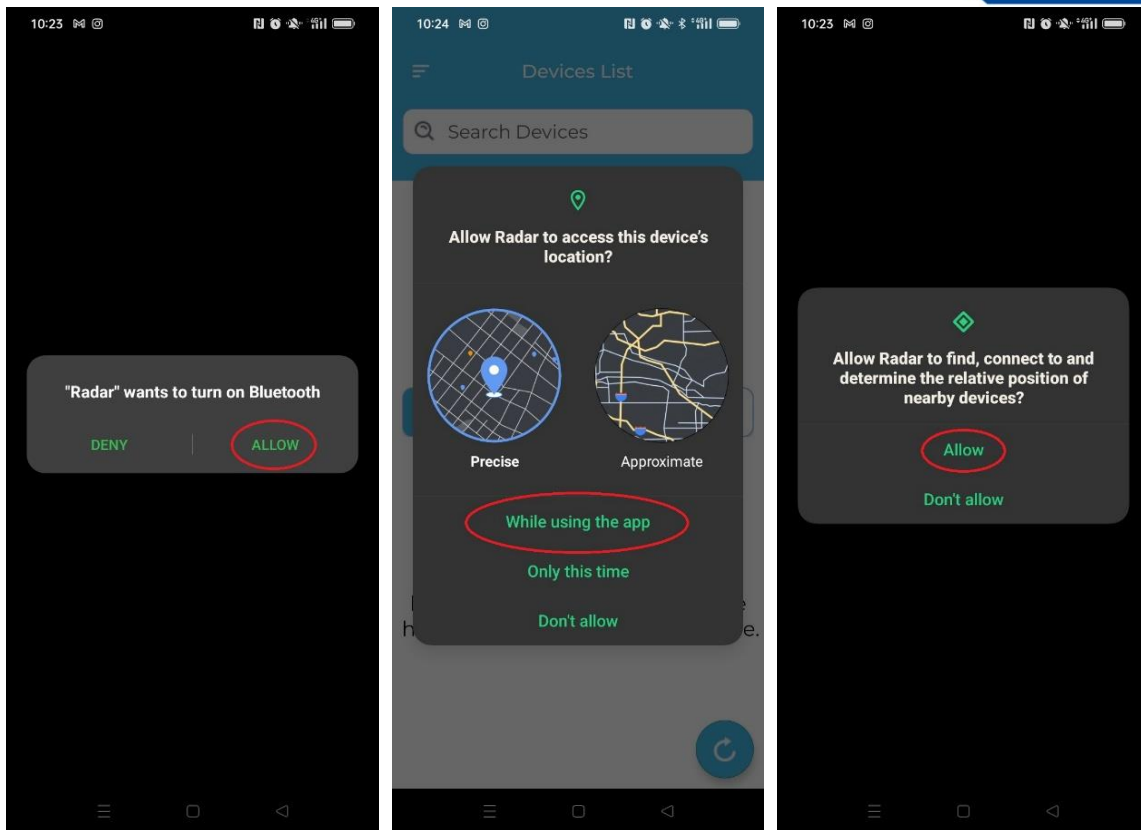 10:23
"Radar" wants to turn on Bluetooth
DENY
ALLOW
10:24
Devices List
Search Devices
Allow Radar to access this device's
location?
Precise
Approximate
While using the app
Only this time
Don't allow
10:23
Allow Radar to find, connect to and
determine the relative position of
nearby devices?
Allow
Don't allow